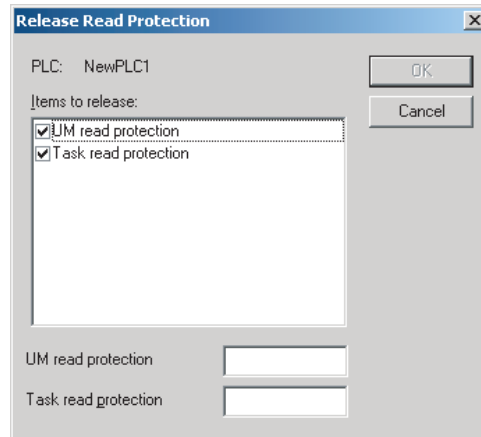 Release Read Protection
PLC: NewPLC1
OK
Items to release:
Cancel
UM read protection
Task read protection
UM read protection
Task read protection